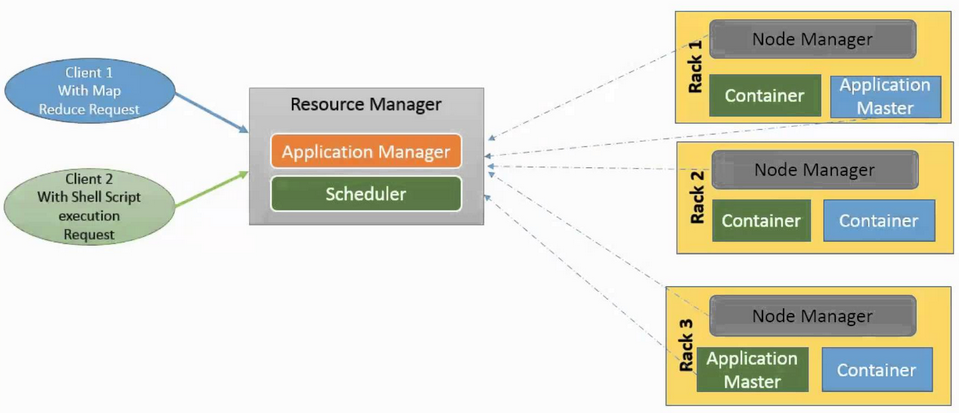 Client 1
With Map
Reduce Request
Client 2
With Shell Script
execution
Request
Resource Manager
Application Manager
Scheduler
Rack 1
Node Manager
Container
Application
Master
Rack 2
Node Manager
Container
Container
Rack 3
Node Manager
Application
Master
Container